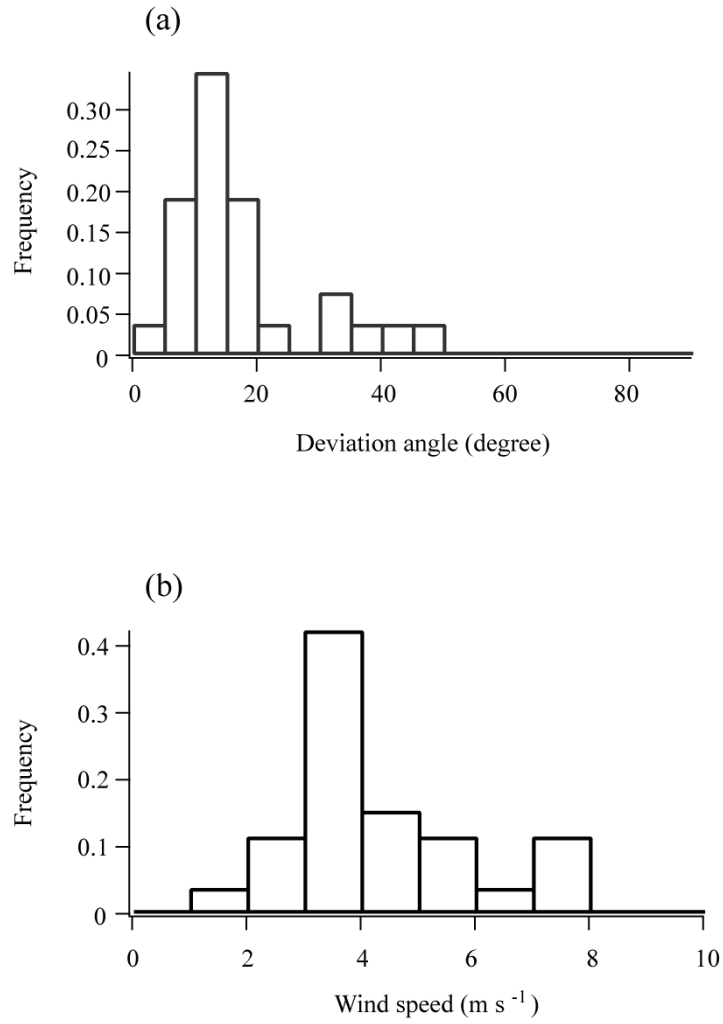 (a)
0.30
0.25
0.20
0.15
0.10
0.05
0
Frequency
0 20 40 60 80
Deviation angle (degree)
(b)
0.4
0.3
0.2
0.1
0
Frequency
0 2 4 6 8 10
Wind speed (m s -1)